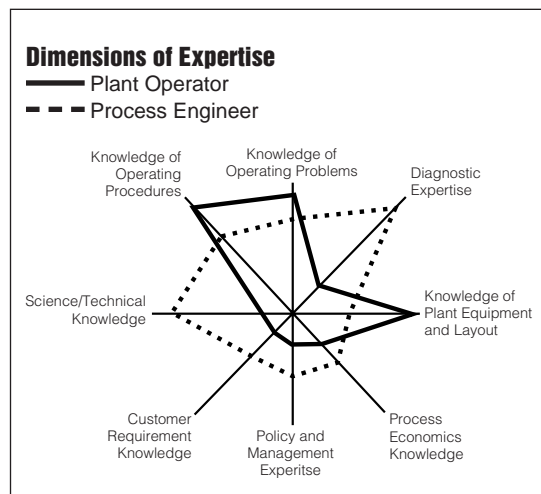 Dimensions of Expertise
Plant Operator
Process Engineer
Knowledge of
Operating
Procedures
Knowledge of
Operating Problems
Diagnostic
Expertise
Science/Technical
Knowledge
Knowledge of
Plant Equipment
and Layout
Customer
Requirement
Knowledge
Policy and
Management
Experitse
Process
Economics
Knowledge